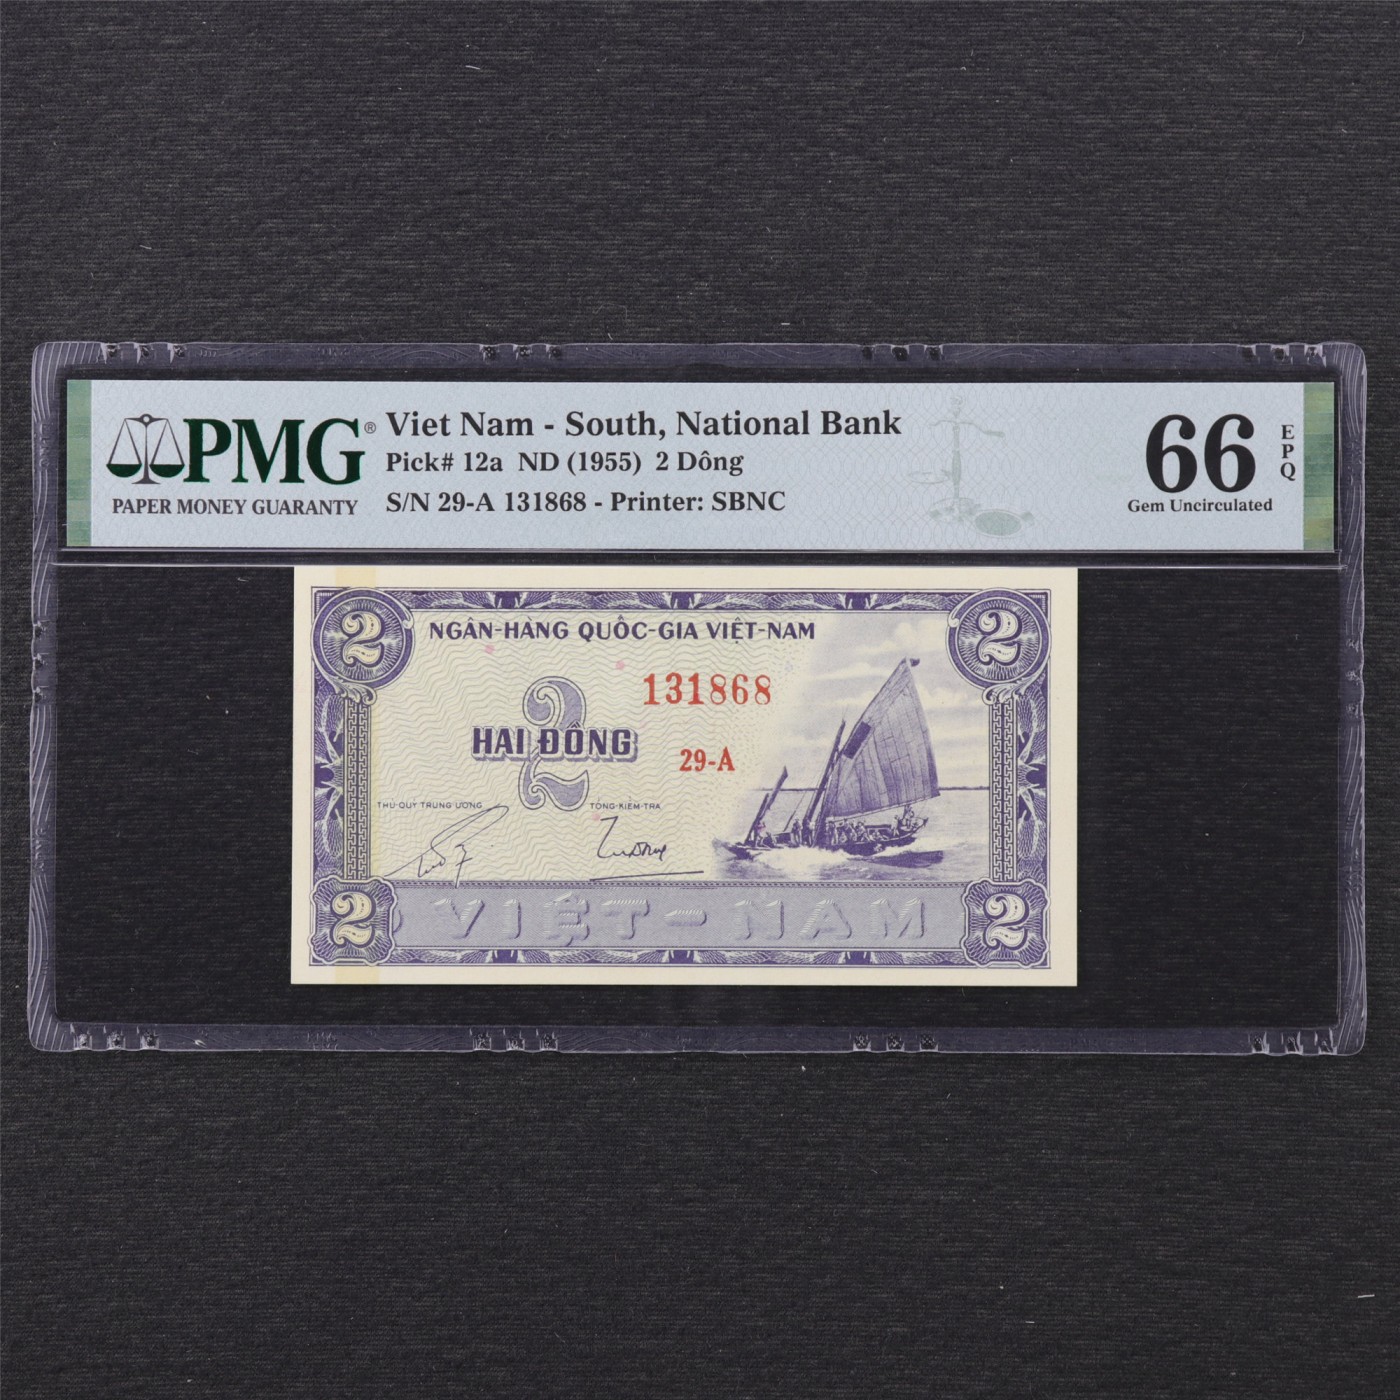 PMG®
PAPER MONEY GUARANTY
Viet Nam - South, National Bank
Pick# 12a ND (1955) 2 Dông
S/N 29-A 131868 - Printer: SBNC
66
EPQ
Gem Uncirculated
2
2
NGÂN-HÀNG QUỐC-GIA VIỆT-NAM
131868
2
HAI ĐỒNG
29-A
THỦ-QUỸ TRUNG ƯƠNG
TỔNG-KIỂM-TRA
2
VIỆT-NAM
2